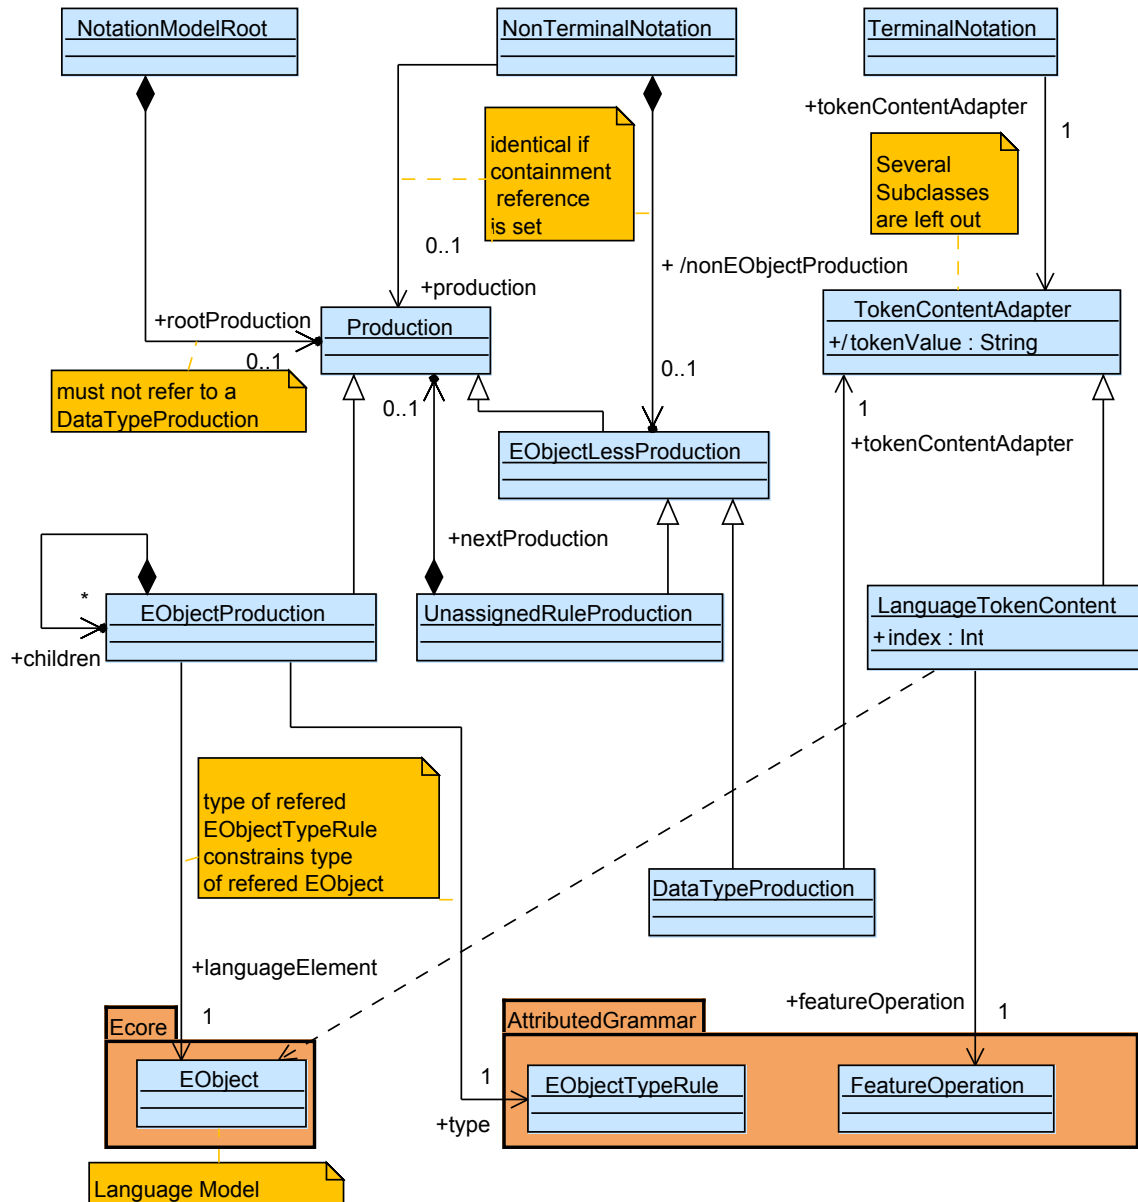 NotationModelRoot
NonTerminalNotation
TerminalNotation
+tokenContentAdapter
1
identical if
containment
reference
is set
Several
Subclasses
are left out
0..1
+ /nonEObjectProduction
+production
+rootProduction
Production
TokenContentAdapter
+/tokenValue : String
0..1
0..1
must not refer to a
DataTypeProduction
0..1
1
+tokenContentAdapter
EObjectLessProduction
+nextProduction
*
EObjectProduction
UnassignedRuleProduction
LanguageTokenContent
+index : Int
+children
type of refered
EObjectTypeRule
constrains type
of refered EObject
DataTypeProduction
+languageElement
+featureOperation
1
1
Ecore
AttributedGrammar
EObject
1
EObjectTypeRule
FeatureOperation
+type
Language Model